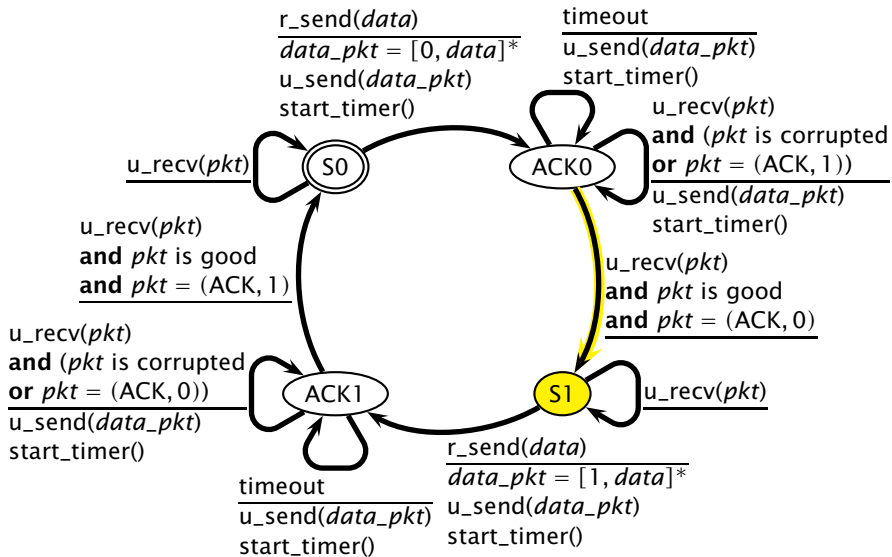 r_send(data)
data_pkt = [0, data]*
u_send(data_pkt)
start_timer()
timeout
u_send(data_pkt)
start_timer()
u_recv(pkt)
S0
ACK0
u_recv(pkt)
and (pkt is corrupted
or pkt = (ACK, 1))
u_send(data_pkt)
start_timer()
u_recv(pkt)
and pkt is good
and pkt = (ACK, 1)
u_recv(pkt)
and pkt is good
and pkt = (ACK, 0)
u_recv(pkt)
and (pkt is corrupted
or pkt = (ACK, 0))
u_send(data_pkt)
start_timer()
ACK1
S1
u_recv(pkt)
timeout
u_send(data_pkt)
start_timer()
r_send(data)
data_pkt = [1, data]*
u_send(data_pkt)
start_timer()